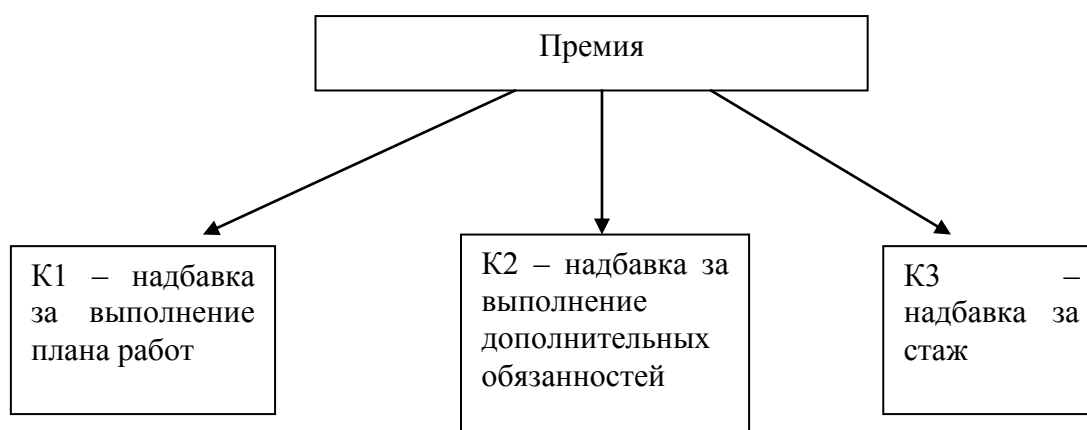 Премия
К1 – надбавка
за выполнение
плана работ
К2 – надбавка за
выполнение
дополнительных
обязанностей
К3 –
надбавка за
стаж